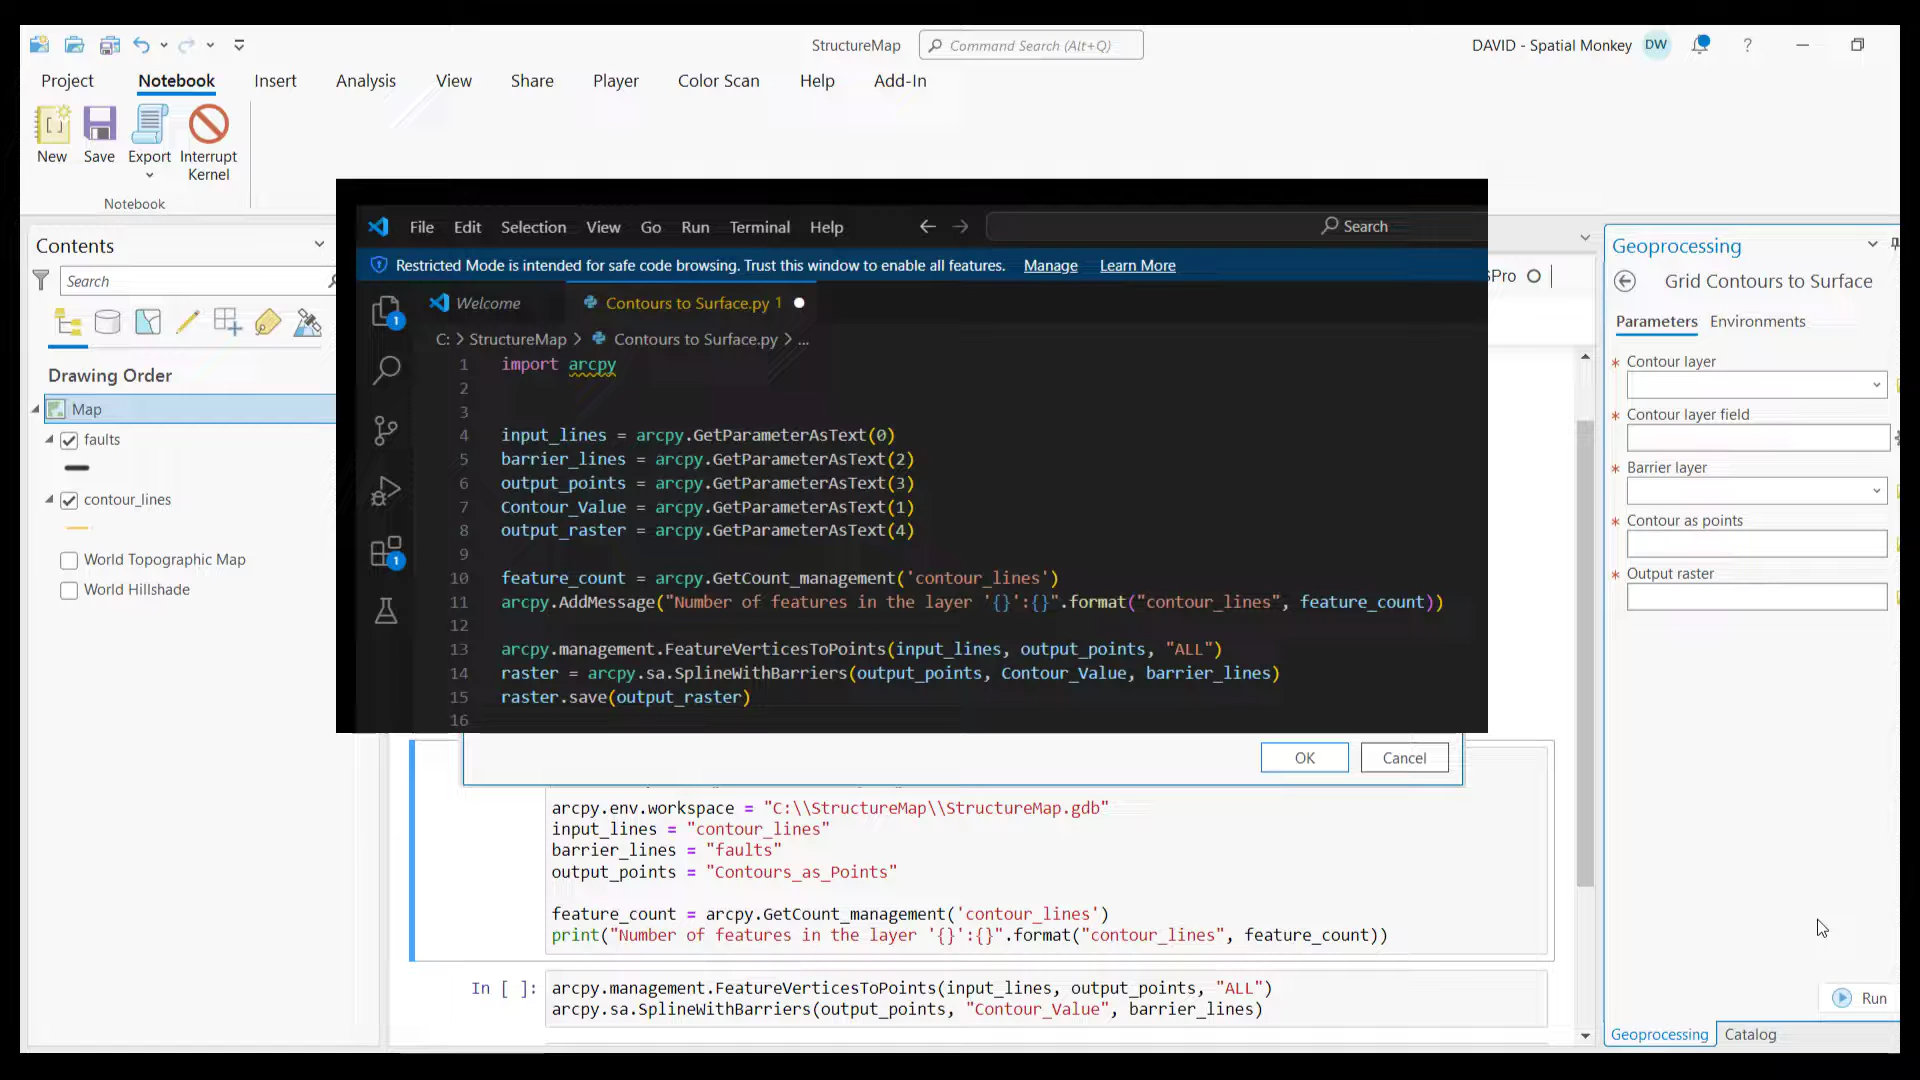 StructureMap
Command Search (Alt+Q)
DAVID - Spatial Monkey
DW
?
Project
Notebook
Insert
Analysis
View
Share
Player
Color Scan
Help
Add-In
New
Save
Export
Interrupt
Kernel
Notebook
Contents
Search
Drawing Order
Map
faults
contour_lines
World Topographic Map
World Hillshade
File
Edit
Selection
View
Go
Run
Terminal
Help
Search
Restricted Mode is intended for safe code browsing. Trust this window to enable all features.
Manage
Learn More
1
1
Welcome
Contours to Surface.py 1
C: > StructureMap > Contours to Surface.py > ...
1 import arcpy
2
3
4 input_lines = arcpy.GetParameterAsText(0)
5 barrier_lines = arcpy.GetParameterAsText(2)
6 output_points = arcpy.GetParameterAsText(3)
7 Contour_Value = arcpy.GetParameterAsText(1)
8 output_raster = arcpy.GetParameterAsText(4)
9
10 feature_count = arcpy.GetCount_management('contour_lines')
11 arcpy.AddMessage("Number of features in the layer '{}':{}".format("contour_lines", feature_count))
12
13 arcpy.management.FeatureVerticesToPoints(input_lines, output_points, "ALL")
14 raster = arcpy.sa.SplineWithBarriers(output_points, Contour_Value, barrier_lines)
15 raster.save(output_raster)
16
OK
Cancel
arcpy.env.workspace = "C:\\StructureMap\\StructureMap.gdb"
input_lines = "contour_lines"
barrier_lines = "faults"
output_points = "Contours_as_Points"
feature_count = arcpy.GetCount_management('contour_lines')
print("Number of features in the layer '{}':{}".format("contour_lines", feature_count))
In [ ]:
arcpy.management.FeatureVerticesToPoints(input_lines, output_points, "ALL")
arcpy.sa.SplineWithBarriers(output_points, "Contour_Value", barrier_lines)
Geoprocessing
Grid Contours to Surface
Parameters
Environments
* Contour layer
* Contour layer field
* Barrier layer
* Contour as points
* Output raster
Run
Geoprocessing
Catalog